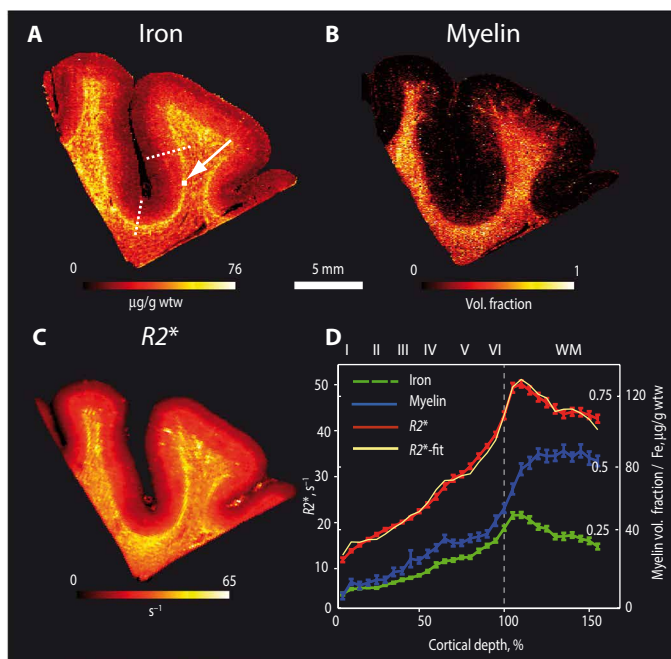 A Iron
B Myelin
0 76
µg/g wtw
5 mm
0 1
Vol. fraction
C R2*
0 65
s⁻¹
D
I II III IV V VI WM
Iron
Myelin
R2*
R2*-fit
50
40
30
20
10
0
R2*, s⁻¹
0.75 120
0.5 80
0.25 40
0
Myelin vol. fraction / Fe,µg/g wtw
0 50 100 150
Cortical depth, %